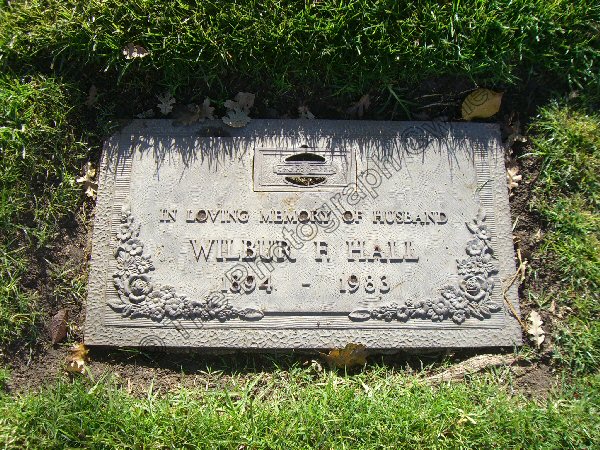 IN LOVING MEMORY OF HUSBAND
WILBUR F. HALL
1894 - 1983